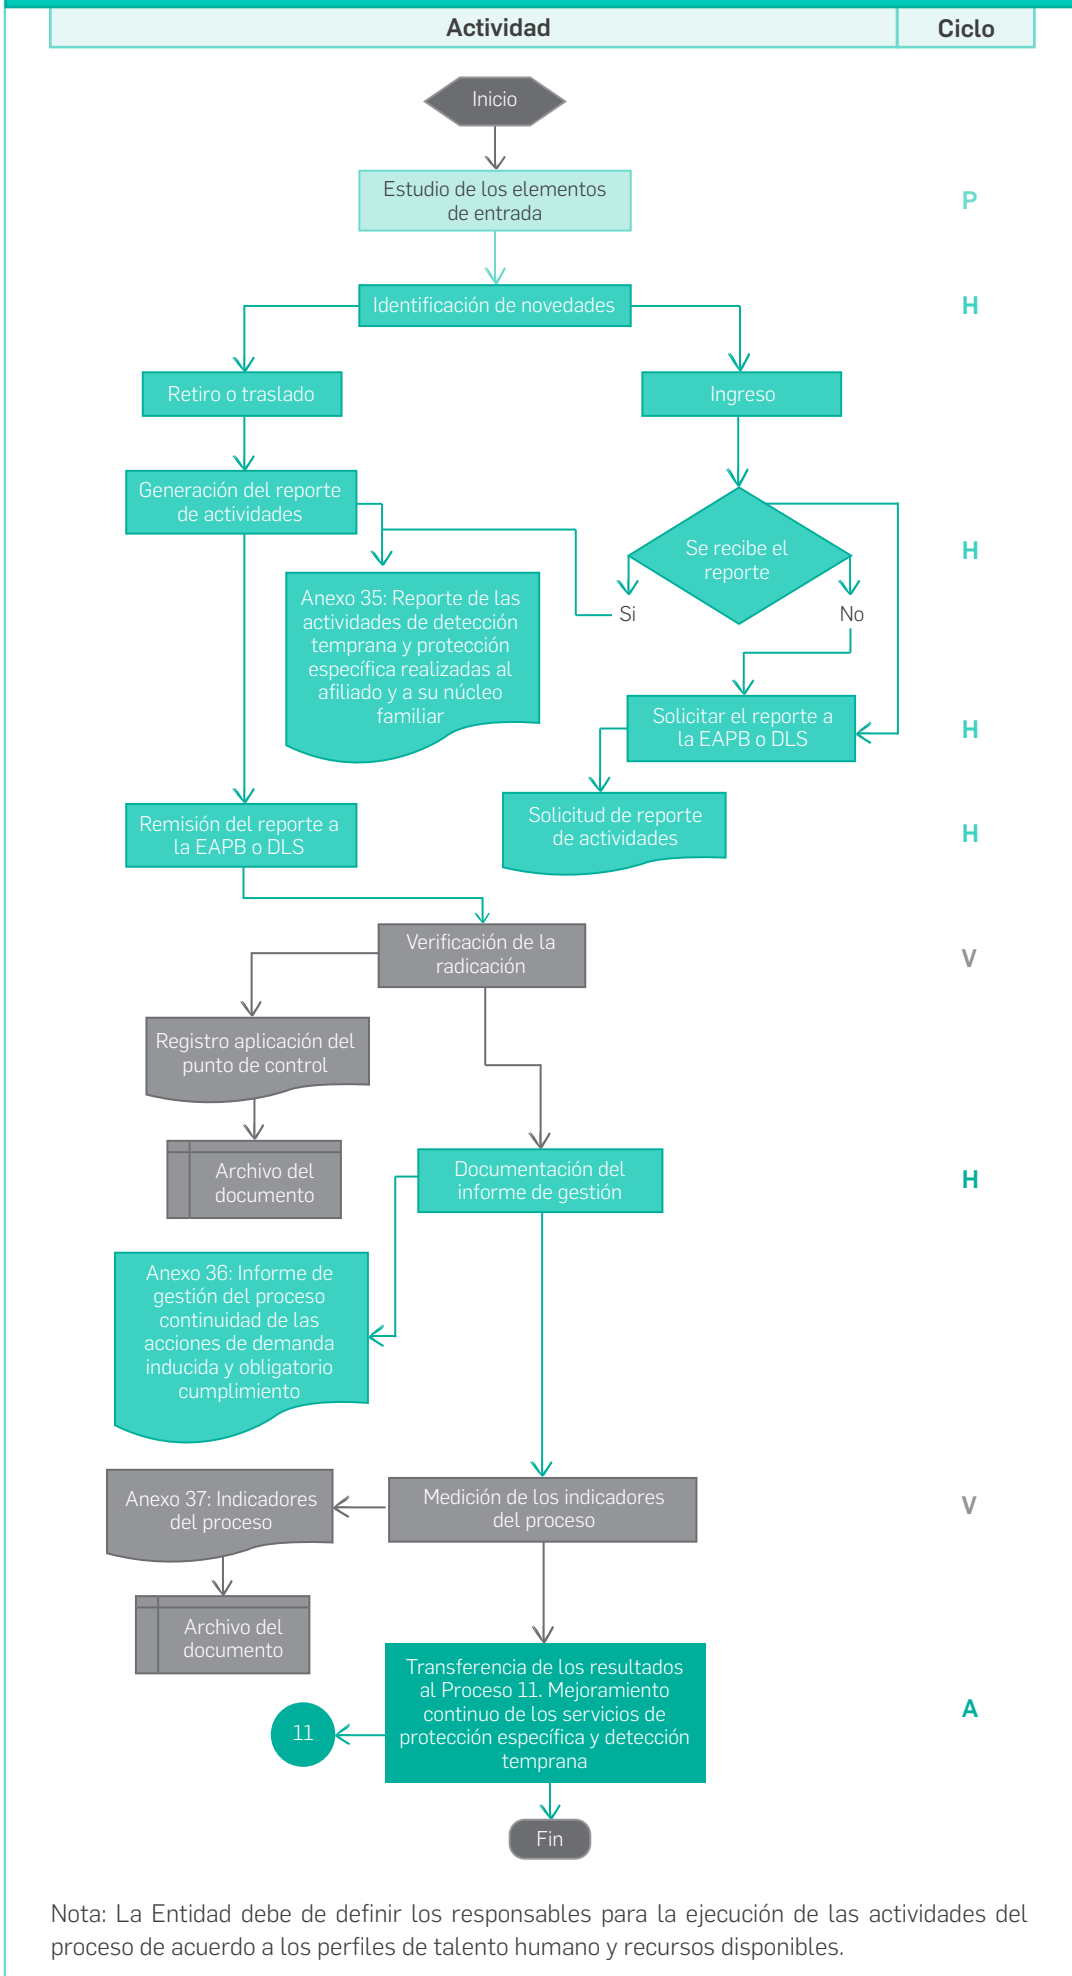 Actividad
Ciclo
Inicio
Estudio de los elementos
de entrada
P
Identificación de novedades
H
Retiro o traslado
Ingreso
Generación del reporte
de actividades
Se recibe el
reporte
H
Si
No
Anexo 35: Reporte de las
actividades de detección
temprana y protección
específica realizadas al
afiliado y a su núcleo
familiar
Solicitar el reporte a
la EAPB o DLS
H
Solicitud de reporte
de actividades
H
Remisión del reporte a
la EAPB o DLS
Verificación de la
radicación
V
Registro aplicación del
punto de control
Archivo del
documento
Documentación del
informe de gestión
H
Anexo 36: Informe de
gestión del proceso
continuidad de las
acciones de demanda
inducida y obligatorio
cumplimiento
Anexo 37: Indicadores
del proceso
Medición de los indicadores
del proceso
V
Archivo del
documento
Transferencia de los resultados
al Proceso 11. Mejoramiento
continuo de los servicios de
protección específica y detección
temprana
A
11
Fin
Nota: La Entidad debe de definir los responsables para la ejecución de las actividades del
proceso de acuerdo a los perfiles de talento humano y recursos disponibles.